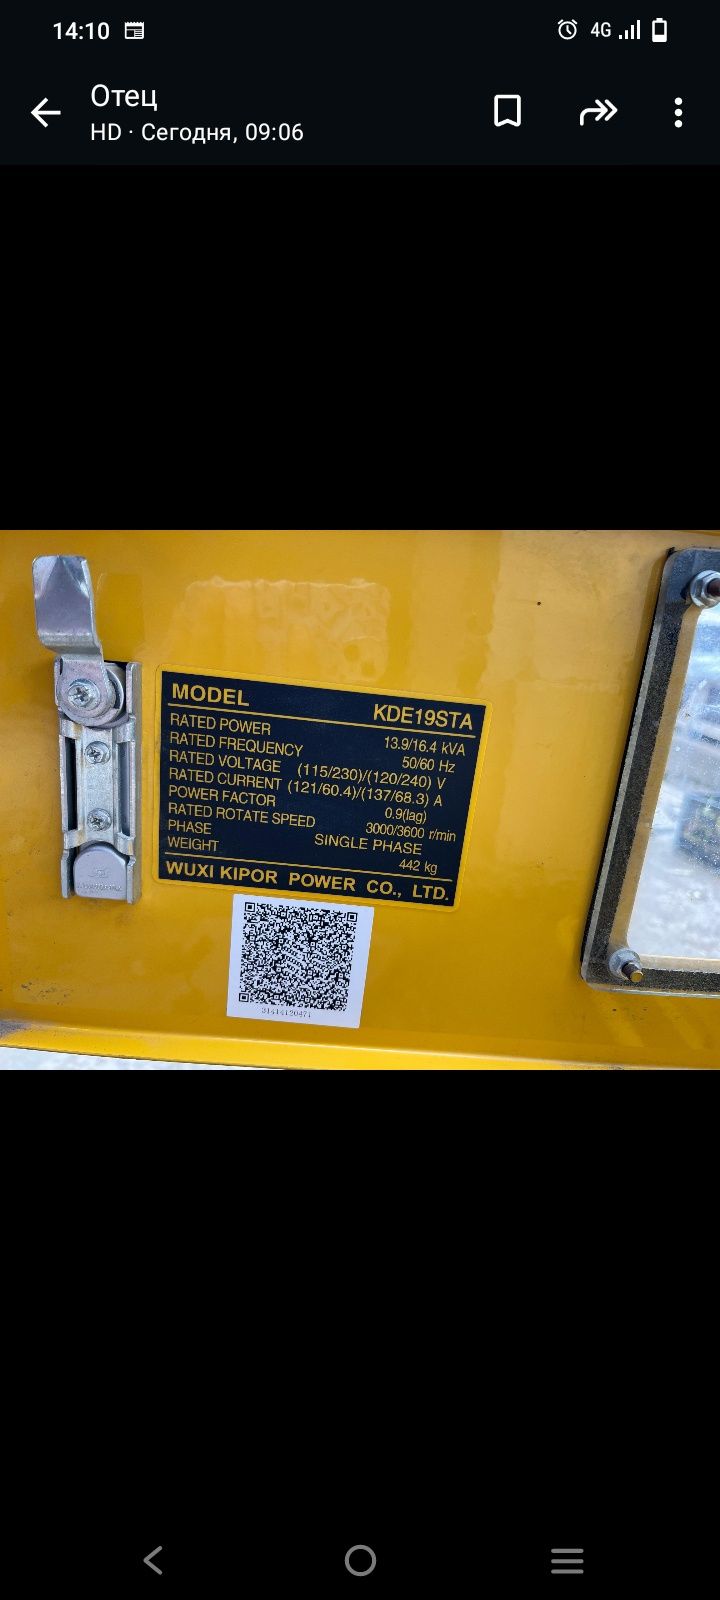 14:10
4G
Отец
HD · Сегодня, 09:06
MODEL KDE19STA
RATED POWER 13.9/16.4 kVA
RATED FREQUENCY 50/60 Hz
RATED VOLTAGE (115/230)/(120/240) V
RATED CURRENT (121/60.4)/(137/68.3) A
POWER FACTOR 0.9(lag)
RATED ROTATE SPEED 3000/3600 r/min
PHASE SINGLE PHASE
WEIGHT 442 kg
WUXI KIPOR POWER CO., LTD.
31414120471